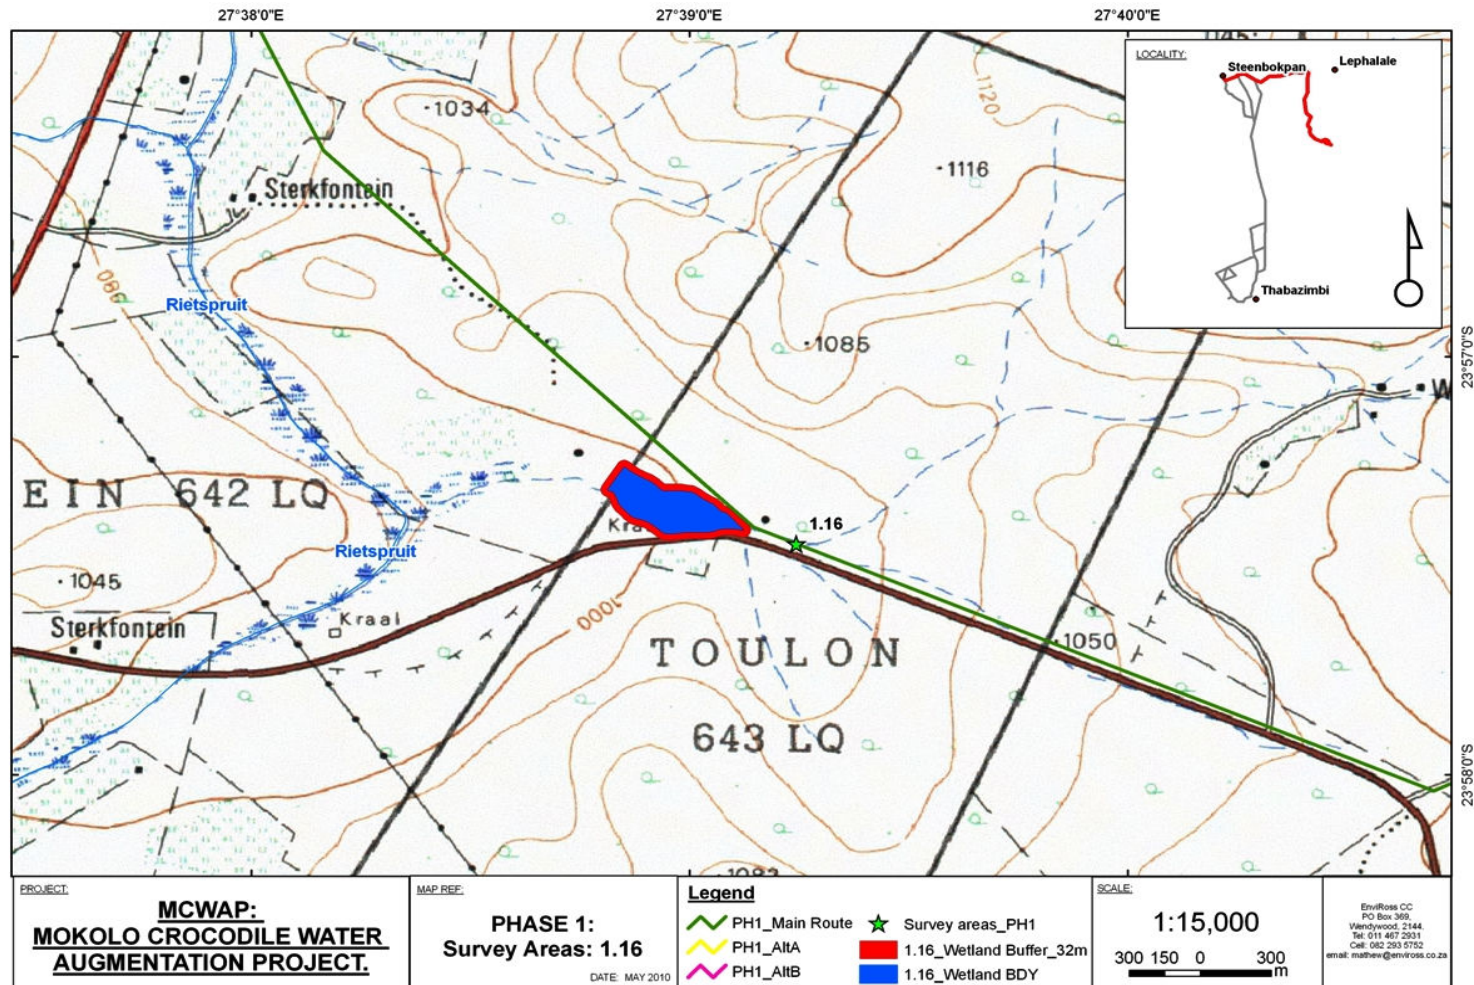 27°38'0"E
27°39'0"E
27°40'0"E
LOCALITY:
Steenbokpan
Lephalale
Thabazimbi
1034
1120
1116
Sterkfontein
980
Rietspruit
1085
23°57'0"S
W
EIN 642 LQ
Kra
1.16
Rietspruit
1045
1000
Kraal
Sterkfontein
TOULON
1050
643 LQ
23°58'0"S
PROJECT:
MCWAP:
MOKOLO CROCODILE WATER
AUGMENTATION PROJECT.
MAP REF:
PHASE 1:
Survey Areas: 1.16
DATE: MAY 2010
Legend
PH1_Main Route
PH1_AltA
PH1_AltB
Survey areas_PH1
1.16_Wetland Buffer_32m
1.16_Wetland BDY
SCALE:
1:15,000
300 150 0 300
m
EnviRoss CC
PO Box 369,
Wendywood, 2144.
Tel: 011 467 2931
Cell: 082 293 5752
email: mathew@enviross.co.za